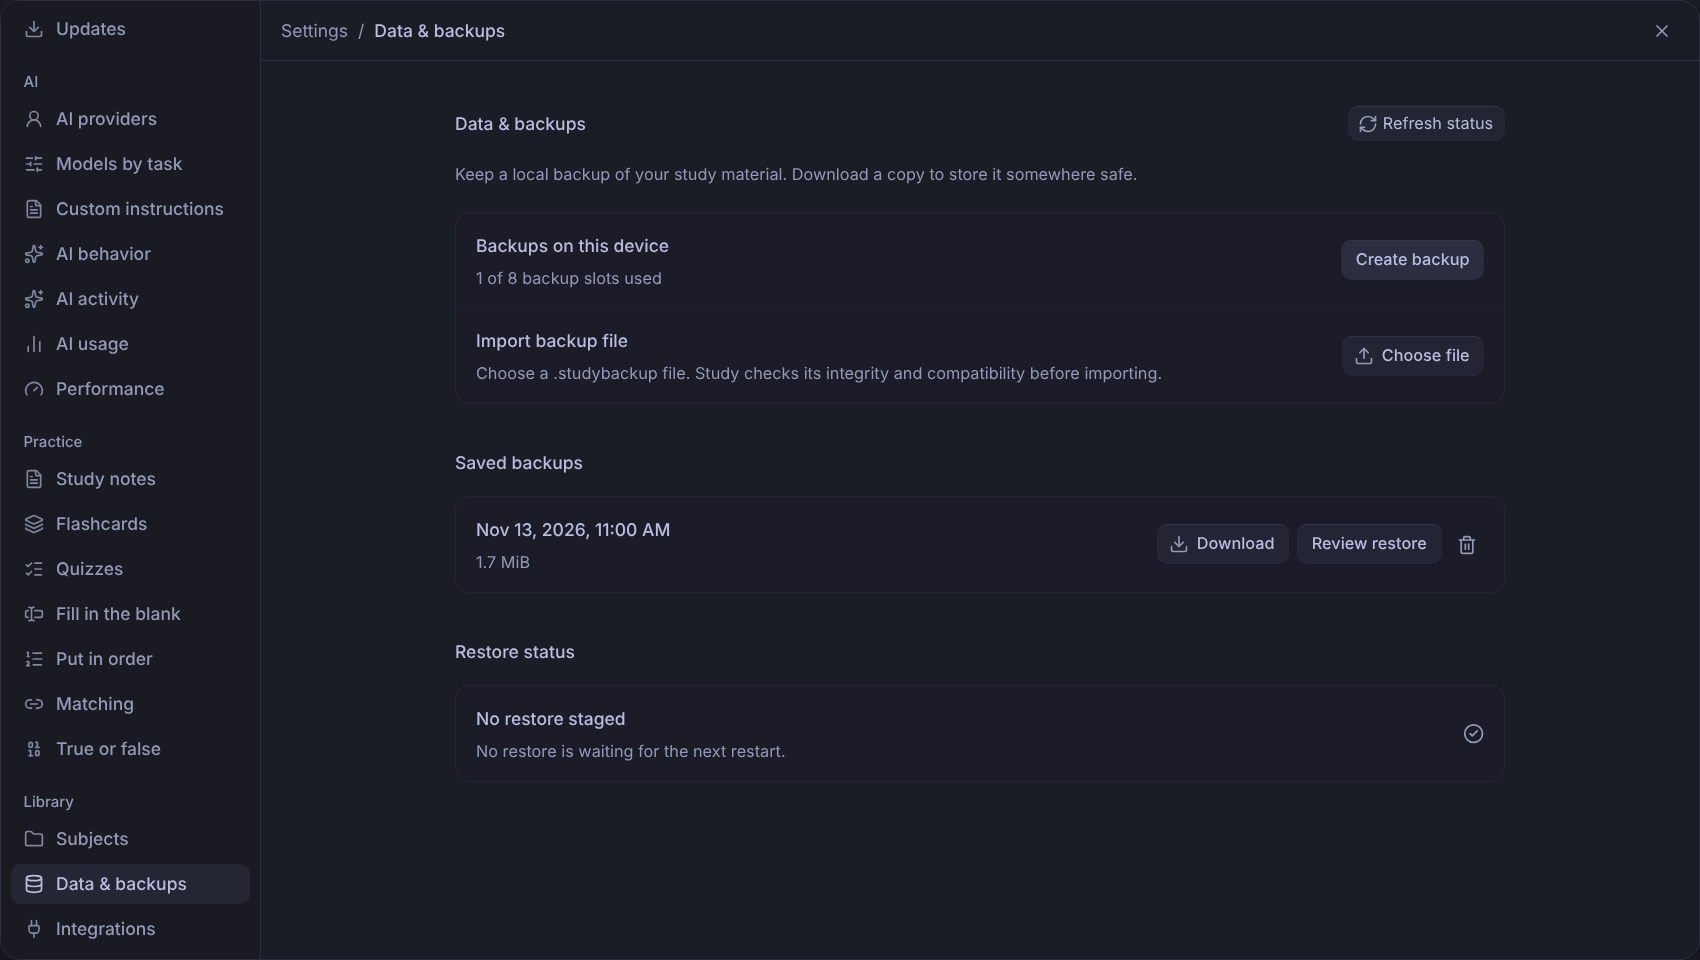 Updates
AI
AI providers
Models by task
Custom instructions
AI behavior
AI activity
AI usage
Performance
Practice
Study notes
Flashcards
Quizzes
Fill in the blank
Put in order
Matching
True or false
Library
Subjects
Data & backups
Integrations
Settings / Data & backups
Data & backups
Refresh status
Keep a local backup of your study material. Download a copy to store it somewhere safe.
Backups on this device
1 of 8 backup slots used
Create backup
Import backup file
Choose a .studybackup file. Study checks its integrity and compatibility before importing.
Choose file
Saved backups
Nov 13, 2026, 11:00 AM
1.7 MiB
Download
Review restore
Restore status
No restore staged
No restore is waiting for the next restart.